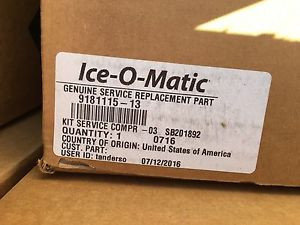 Ice-O-Matic
GENUINE SERVICE REPLACEMENT PART
9181115-13
KIT SERVICE COMPR -03 SB2D1892
QUANTITY: 1 0716
COUNTRY OF ORIGIN: United States of America
CUST. PART:
USER ID: tanderso 07/12/2016